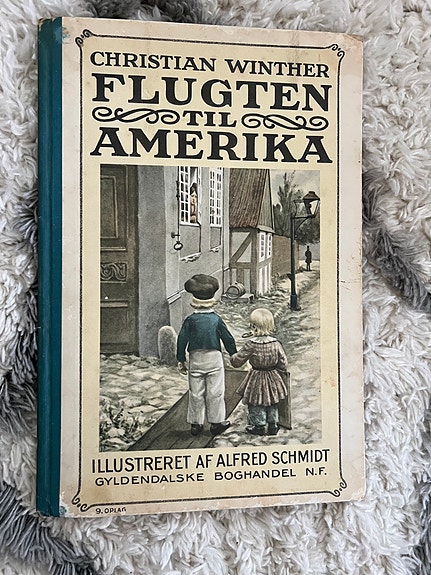 CHRISTIAN WINTHER
FLUGTEN
TIL
AMERIKA
ILLUSTRERET AF ALFRED SCHMIDT
GYLDENDALSKE BOGHANDEL N.F.
9. OPLAG